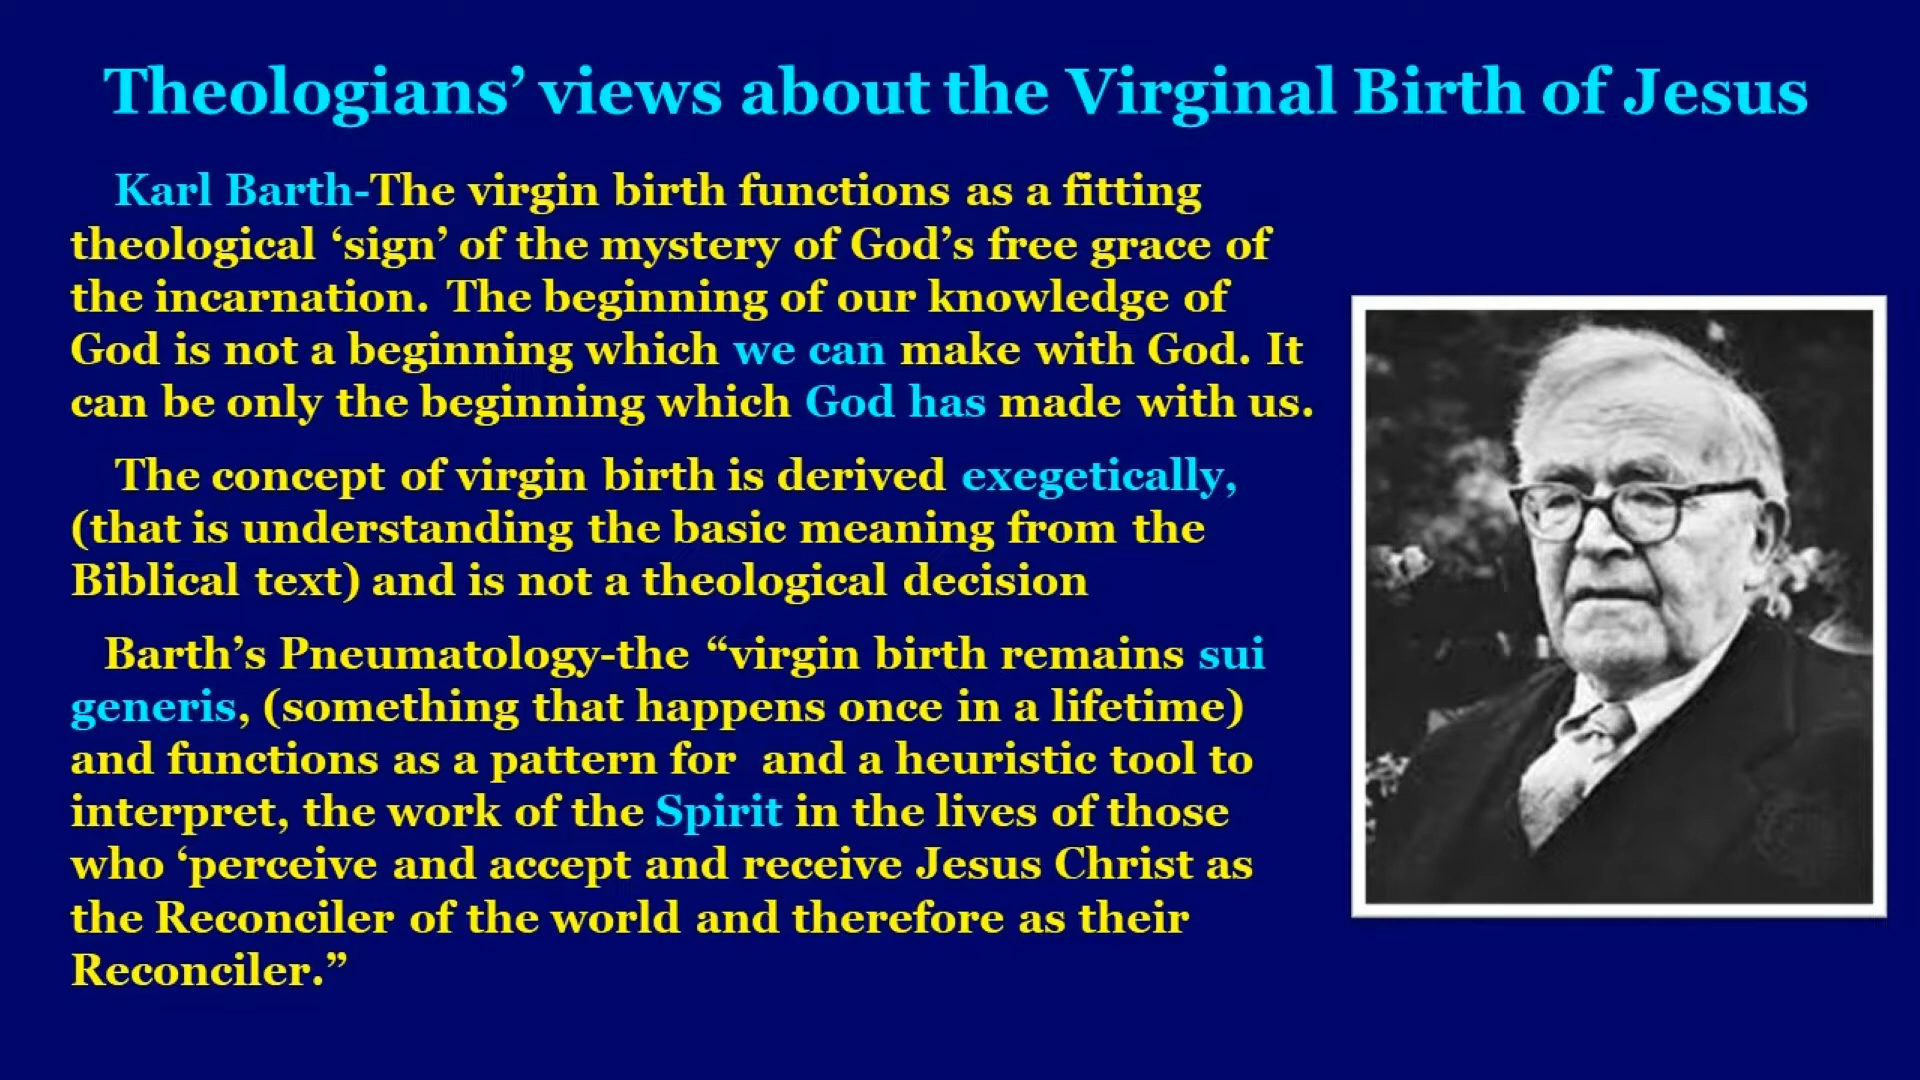 Theologians’ views about the Virginal Birth of Jesus
Karl Barth-The virgin birth functions as a fitting
theological ‘sign’ of the mystery of God’s free grace of
the incarnation. The beginning of our knowledge of
God is not a beginning which we can make with God. It
can be only the beginning which God has made with us.
The concept of virgin birth is derived exegetically,
(that is understanding the basic meaning from the
Biblical text) and is not a theological decision
Barth’s Pneumatology-the “virgin birth remains sui
generis, (something that happens once in a lifetime)
and functions as a pattern for and a heuristic tool to
interpret, the work of the Spirit in the lives of those
who ‘perceive and accept and receive Jesus Christ as
the Reconciler of the world and therefore as their
Reconciler.”